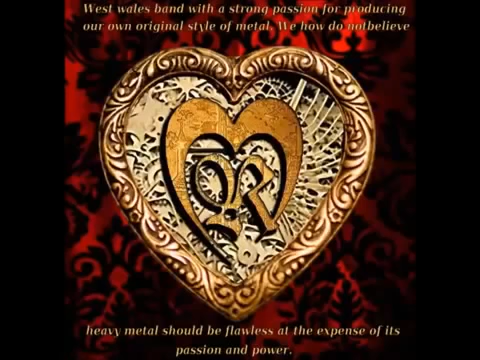 West wales band with a strong passion for producing
our own original style of metal. We how do notbelieve
heavy metal should be flawless at the expense of its
passion and power.